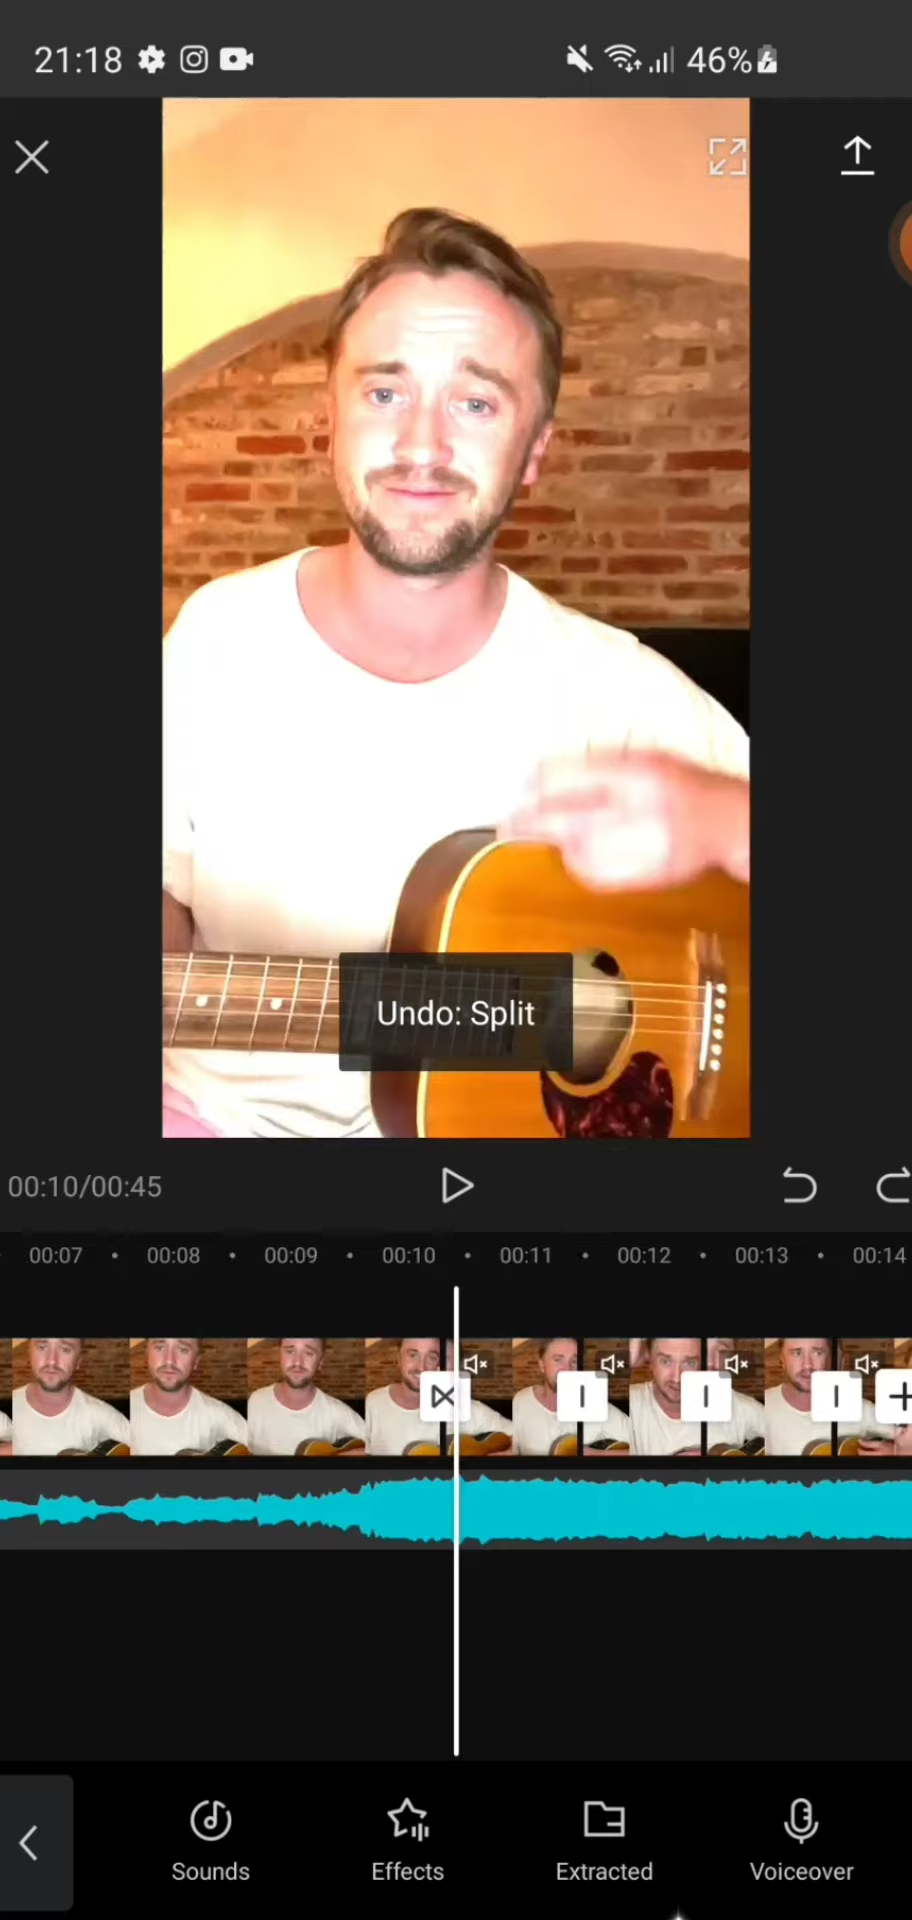 21:18 46%
Undo: Split
00:10/00:45
00:07 • 00:08 • 00:09 • 00:10 • 00:11 • 00:12 • 00:13 • 00:14
Sounds Effects Extracted Voiceover